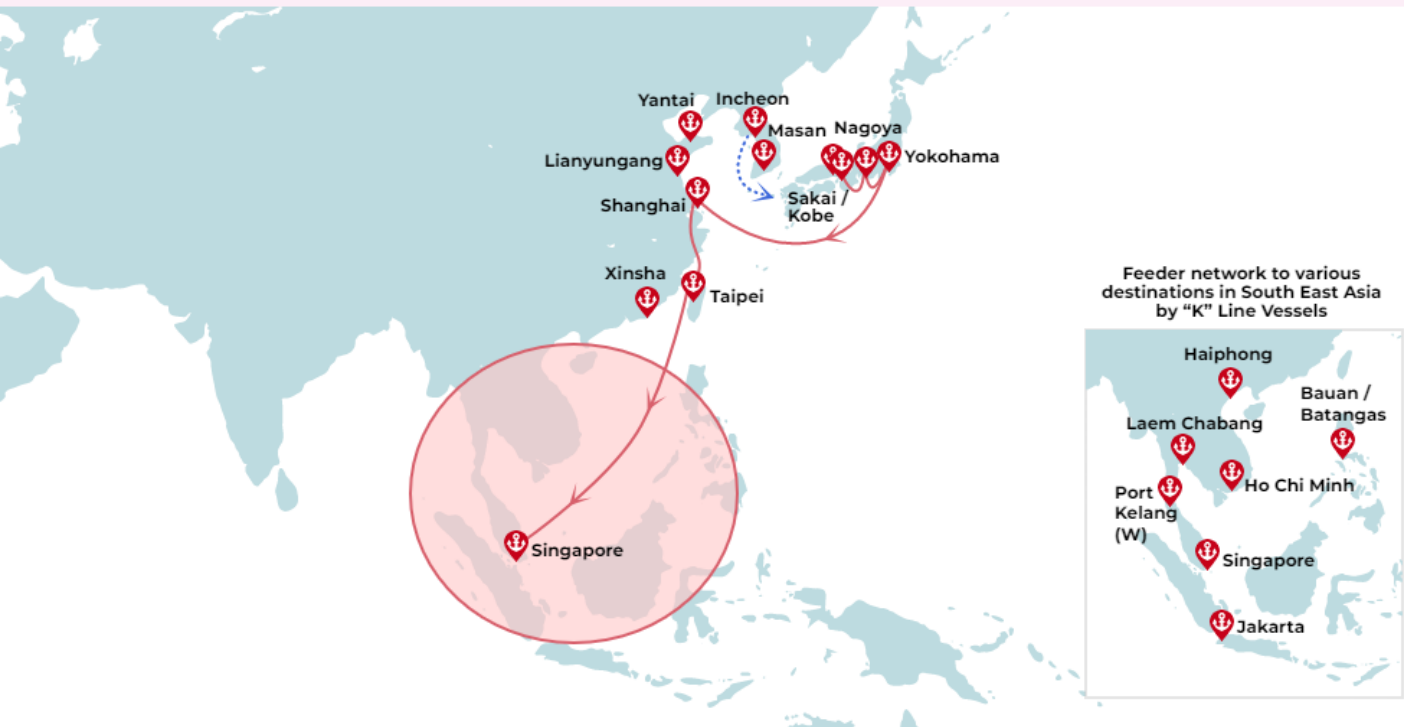 Yantai
Incheon
Masan
Nagoya
Lianyungang
Yokohama
Shanghai
Sakai /
Kobe
Xinsha
Taipei
Singapore
Feeder network to various
destinations in South East Asia
by “K” Line Vessels
Haiphong
Bauan /
Batangas
Laem Chabang
Ho Chi Minh
Port
Kelang
(W)
Singapore
Jakarta